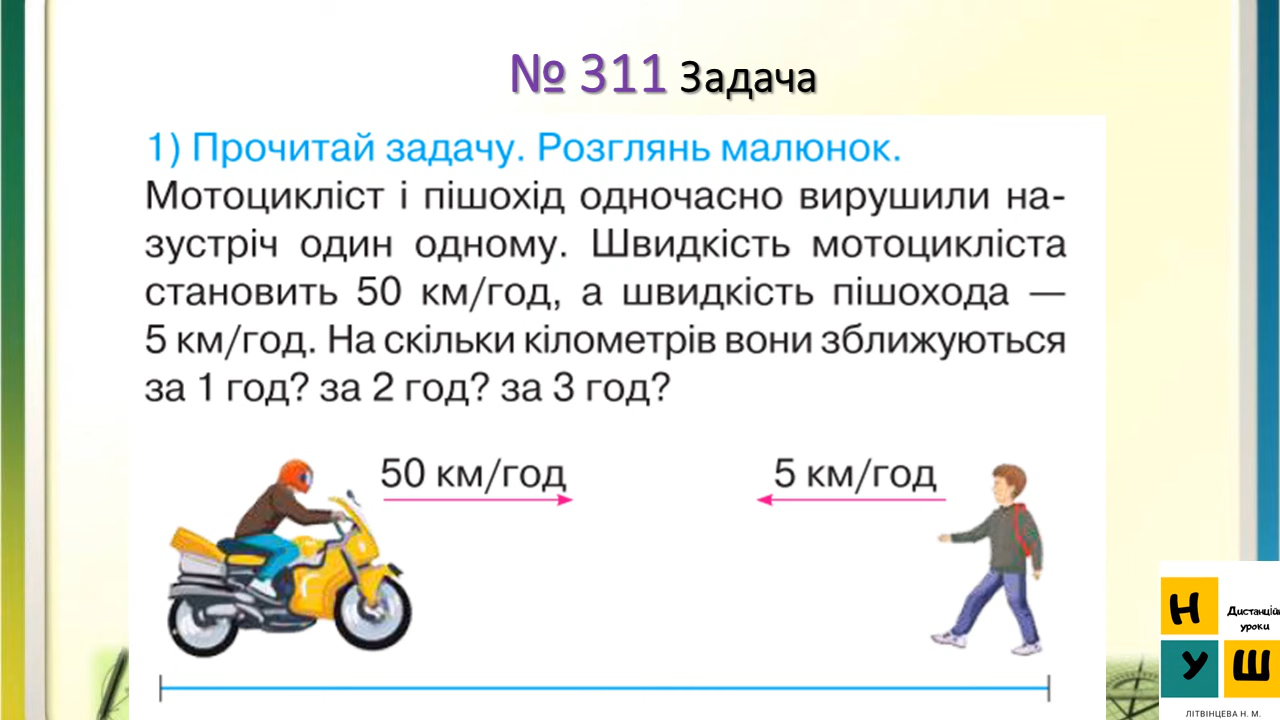 № 311 Задача
1) Прочитай задачу. Розглянь малюнок.
Мотоцикліст і пішохід одночасно вирушили на-
зустріч один одному. Швидкість мотоцикліста
становить 50 км/год, а швидкість пішохода —
5 км/год. На скільки кілометрів вони зближуються
за 1 год? за 2 год? за 3 год?
50 км/год
5 км/год
Н
Дистанцій
уроки
У Ш
ЛІТВІНЦЕВА Н. М.